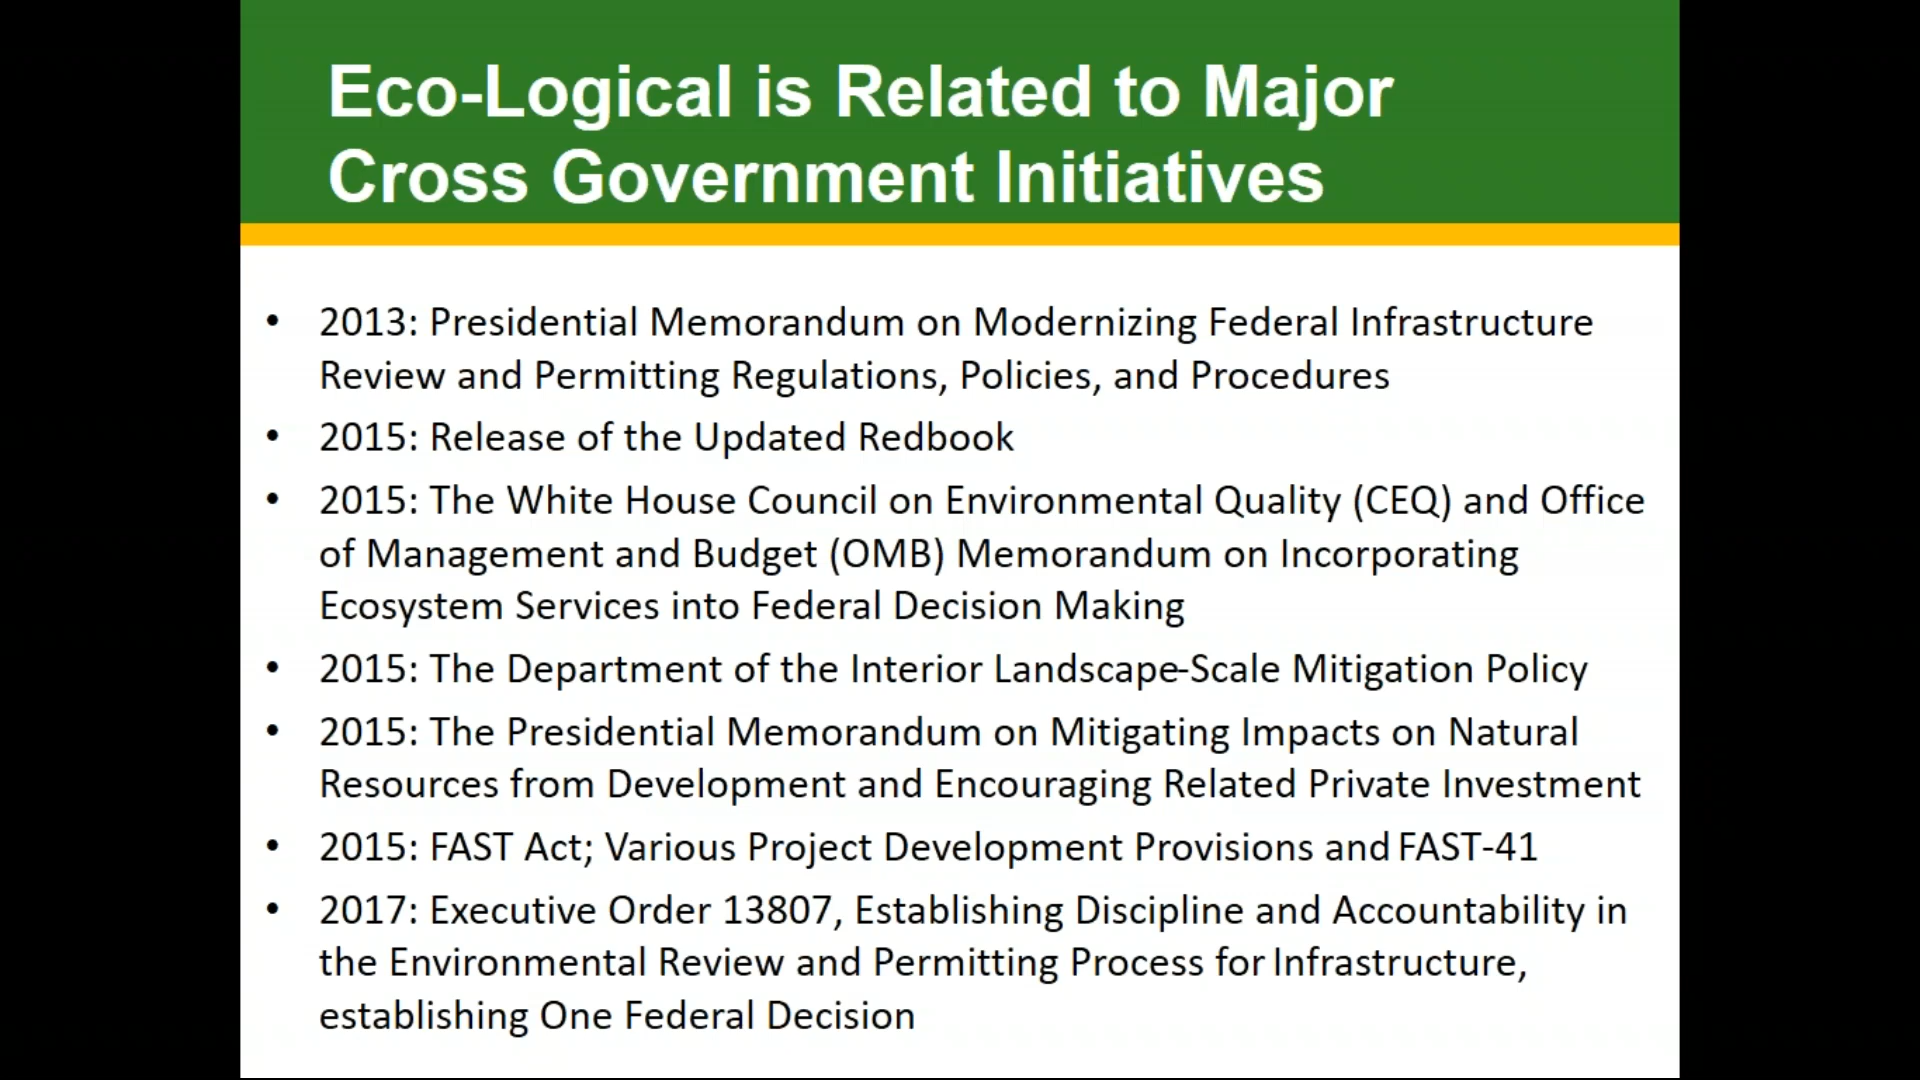 Eco-Logical is Related to Major
Cross Government Initiatives
• 2013: Presidential Memorandum on Modernizing Federal Infrastructure
Review and Permitting Regulations, Policies, and Procedures
• 2015: Release of the Updated Redbook
• 2015: The White House Council on Environmental Quality (CEQ) and Office
of Management and Budget (OMB) Memorandum on Incorporating
Ecosystem Services into Federal Decision Making
• 2015: The Department of the Interior Landscape-Scale Mitigation Policy
• 2015: The Presidential Memorandum on Mitigating Impacts on Natural
Resources from Development and Encouraging Related Private Investment
• 2015: FAST Act; Various Project Development Provisions and FAST-41
• 2017: Executive Order 13807, Establishing Discipline and Accountability in
the Environmental Review and Permitting Process for Infrastructure,
establishing One Federal Decision